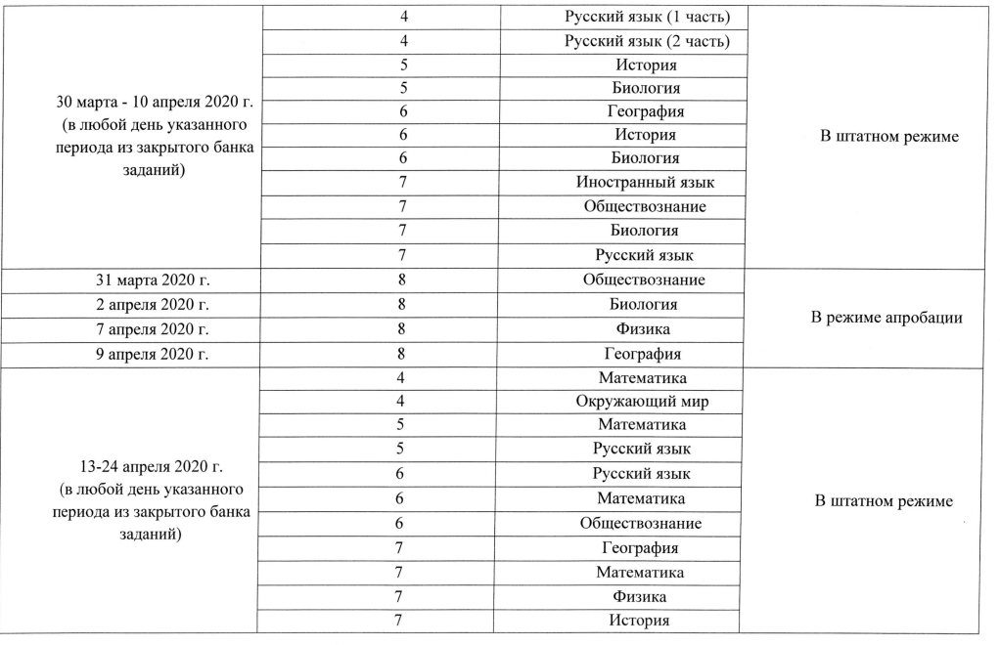 4 Русский язык (1 часть)
4 Русский язык (2 часть)
5 История
5 Биология
30 марта - 10 апреля 2020 г.
(в любой день указанного
периода из закрытого банка
заданий)
6 География
6 История
В штатном режиме
6 Биология
7 Иностранный язык
7 Обществознание
7 Биология
7 Русский язык
31 марта 2020 г. 8 Обществознание
2 апреля 2020 г. 8 Биология
В режиме апробации
7 апреля 2020 г. 8 Физика
9 апреля 2020 г. 8 География
4 Математика
4 Окружающий мир
5 Математика
5 Русский язык
13-24 апреля 2020 г.
(в любой день указанного
периода из закрытого банка
заданий)
6 Русский язык
6 Математика
В штатном режиме
6 Обществознание
7 География
7 Математика
7 Физика
7 История